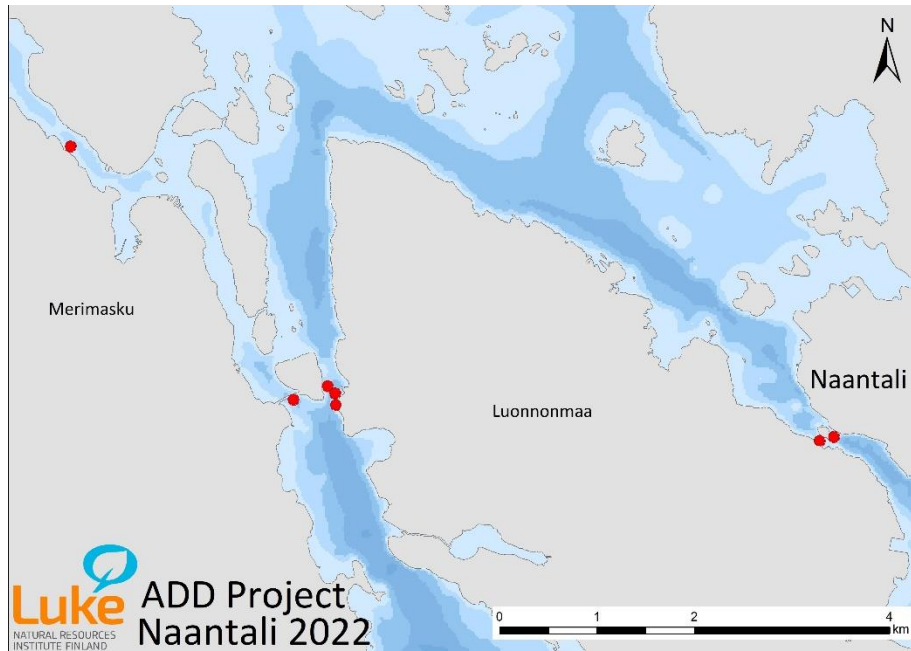 N
Merimasku
Naantali
Luonnonmaa
Luke
NATURAL RESOURCES
INSTITUTE FINLAND
ADD Project
Naantali 2022
0 1 2 4
km